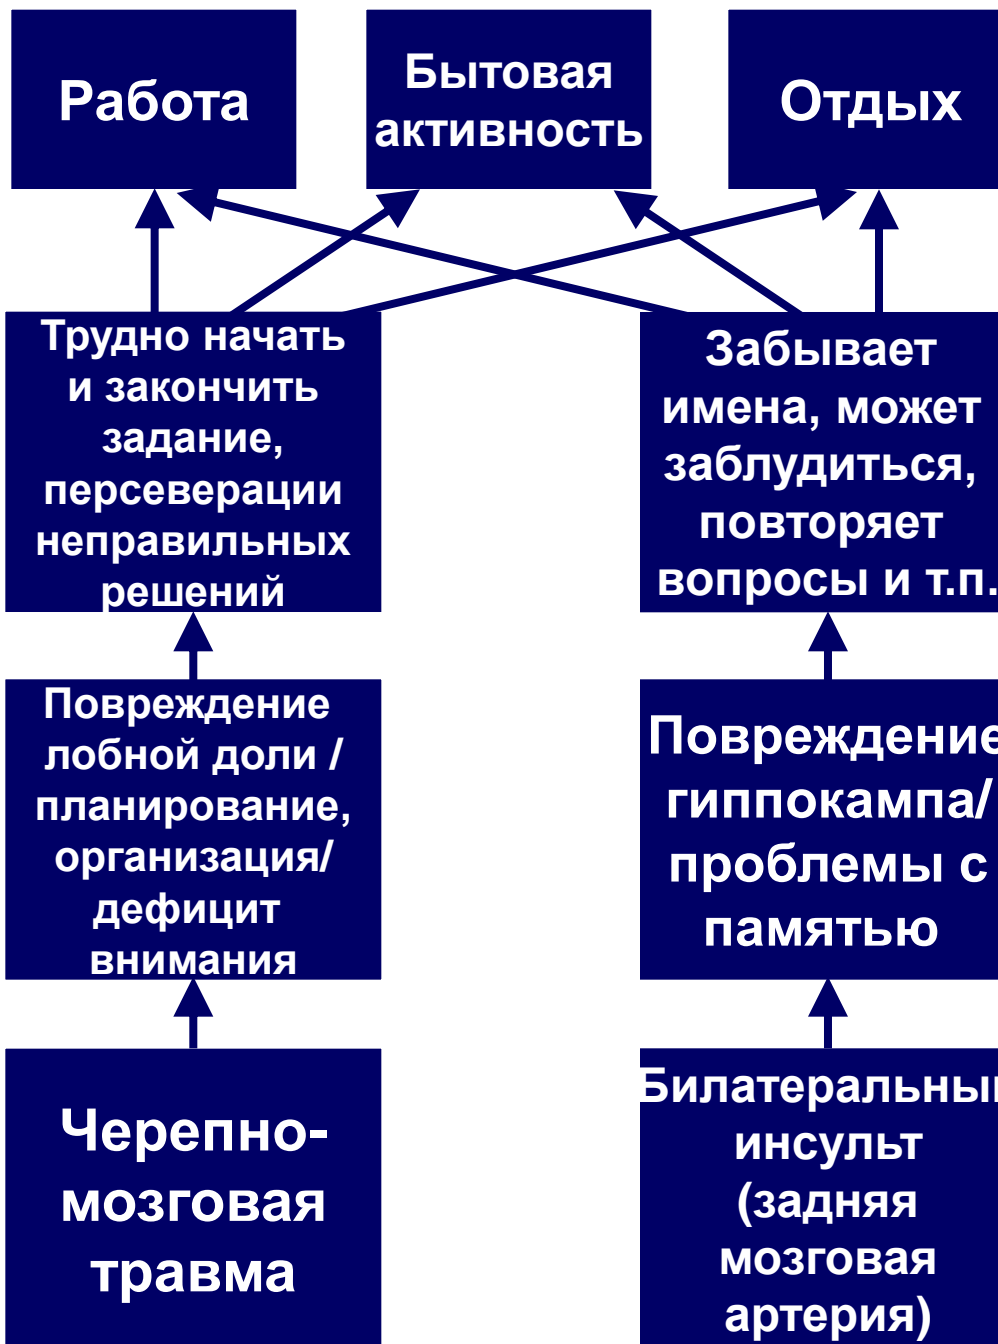 Работа
Бытовая
активность
Отдых
Трудно начать
и закончить
задание,
персеверации
неправильных
решений
Забывает
имена, может
заблудиться,
повторяет
вопросы и т.п.
Повреждение
лобной доли /
планирование,
организация/
дефицит
внимания
Повреждение
гиппокампа/
проблемы с
памятью
Черепно-
мозговая
травма
Билатеральный
инсульт
(задняя
мозговая
артерия)